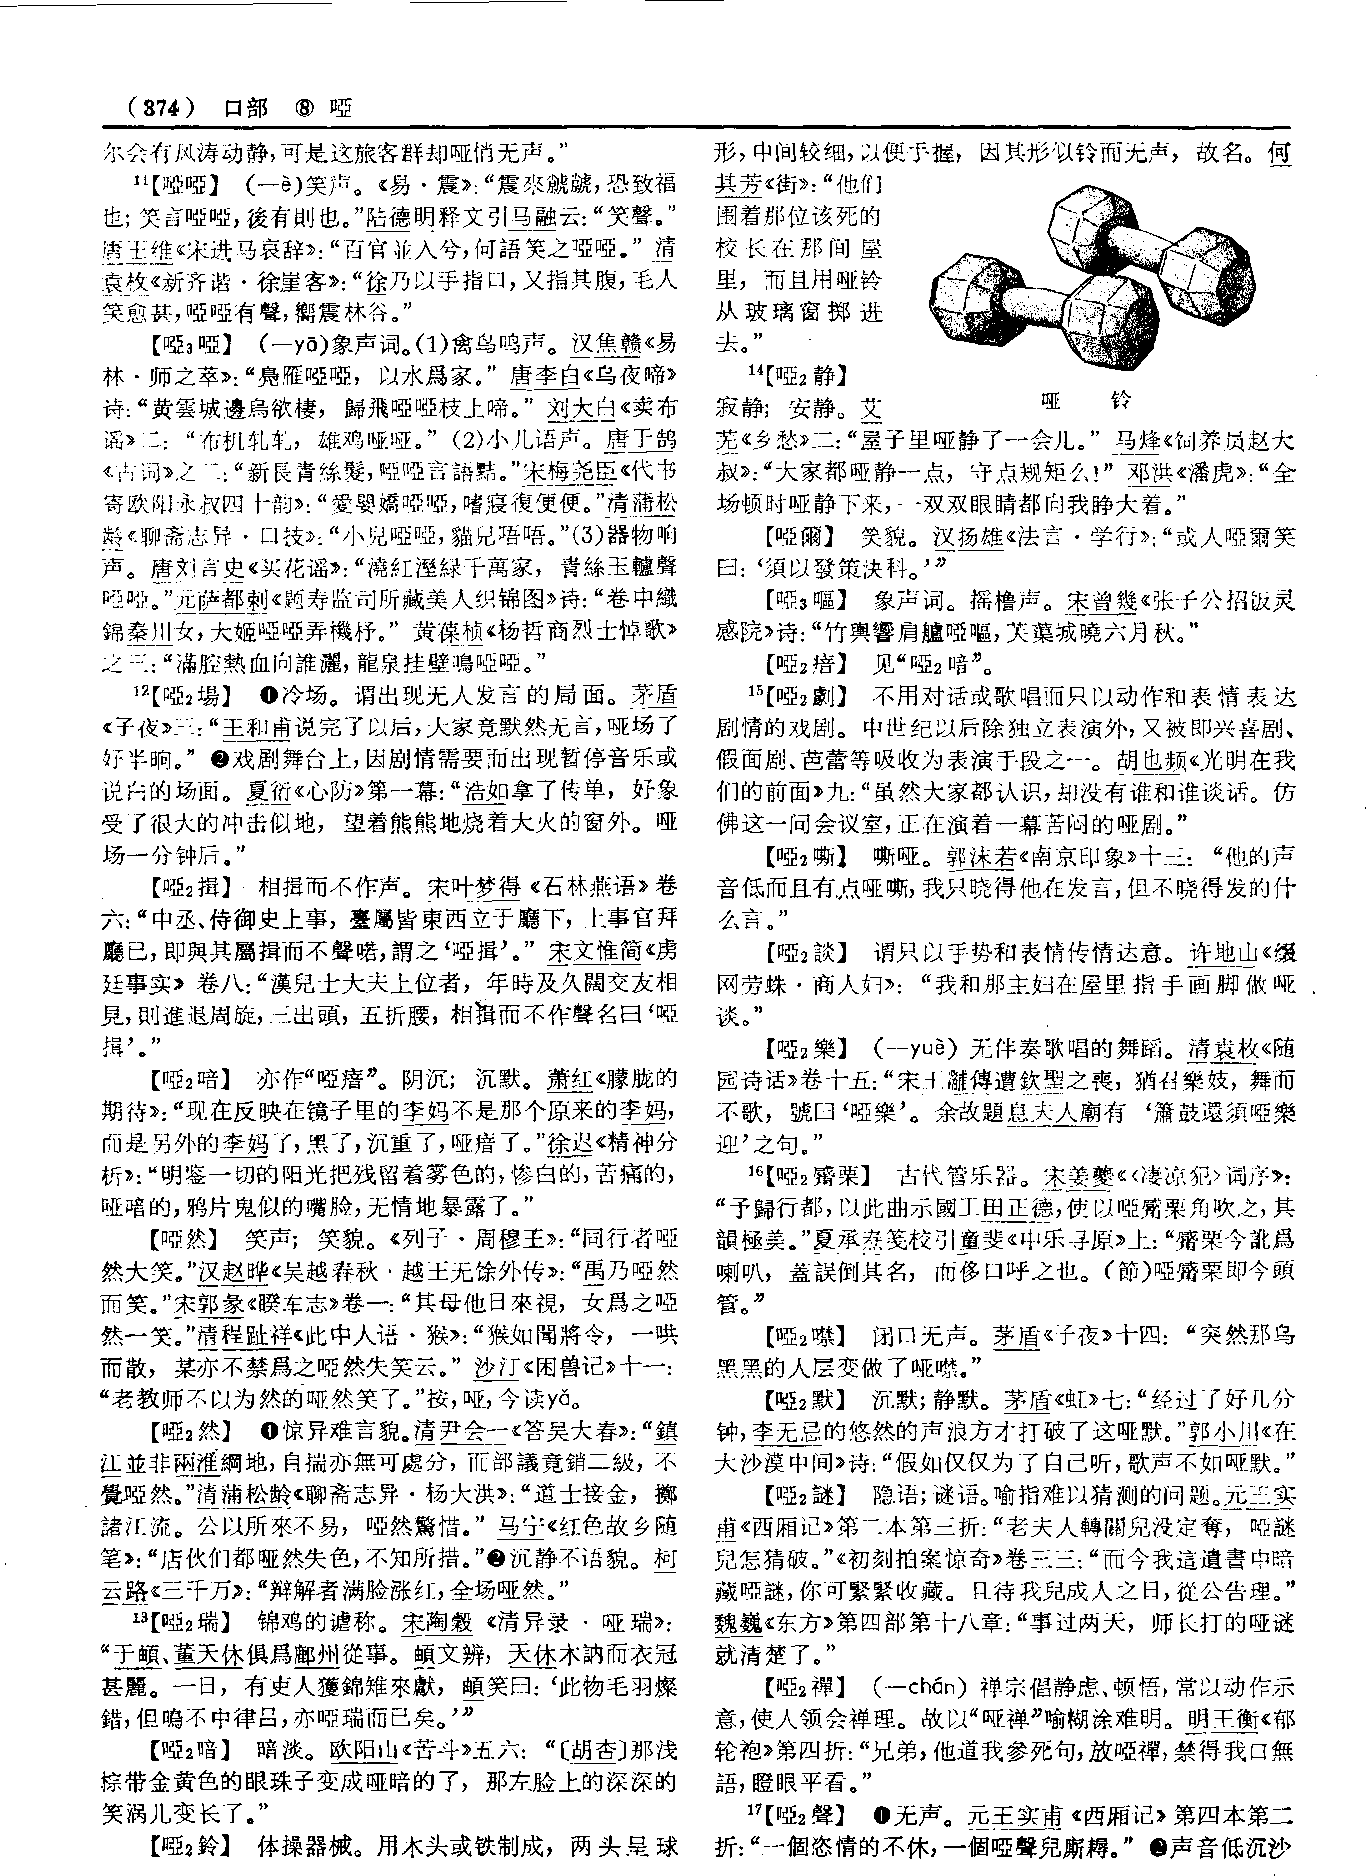 （374） 口部 ⑧ 啞
尔会有风涛动静，可是这旅客群却哑悄无声。”
11【啞啞】 （—è）笑声。《易·震》：“震來虩虩，恐致福
也；笑言啞啞，後有則也。”陆德明释文引马融云：“笑聲。”
唐王维《宋进马哀辞》：“百官並入兮，何語笑之啞啞。” 清
袁枚《新齐谐·徐崖客》：“徐乃以手指口，又指其腹，毛人
笑愈甚，啞啞有聲，響震林谷。”
【啞3啞】 （—yā）象声词。（1）禽鸟鸣声。汉焦赣《易
林·师之萃》：“鳧雁啞啞，以水爲家。” 唐李白《乌夜啼》
诗：“黄雲城邊烏欲棲，歸飛啞啞枝上啼。” 刘大白《卖布
谣》二：“布机轧轧，雄鸡哑哑。”（2）小儿语声。唐于鹄
《古词》之二：“新長青絲髮，啞啞言語黠。”宋梅尧臣《代书
寄欧阳永叔四十韵》：“愛嬰嬌啞啞，嗜寢復便便。”清蒲松
龄《聊斋志异·口技》：“小兒啞啞，貓兒唔唔。”（3）器物响
声。唐刘言史《买花谣》：“澆紅溼緑千萬家，青絲玉轤聲
啞啞。”元萨都剌《题寿监司所藏美人织锦图》诗：“卷中織
錦秦川女，大姬啞啞弄機杼。” 黄葆桢《杨哲商烈士悼歌》
之三：“滿腔熱血向誰灑，龍泉挂壁鳴啞啞。”
12【啞2場】 ❶冷场。谓出现无人发言的局面。茅盾
《子夜》三：“王和甫说完了以后，大家竟默然无言，哑场了
好半晌。” ❷戏剧舞台上，因剧情需要而出现暂停音乐或
说白的场面。夏衍《心防》第一幕：“浩如拿了传单，好象
受了很大的冲击似地，望着熊熊地烧着大火的窗外。哑
场一分钟后。”
【啞2揖】 相揖而不作声。宋叶梦得《石林燕语》卷
六：“中丞、侍御史上事，臺屬皆東西立于廳下，上事官拜
廳已，即與其屬揖而不聲喏，謂之‘啞揖’。” 宋文惟简《虏
廷事实》卷八：“漢兒士大夫上位者，年時及久闊交友相
見，則進退周旋，三出頭，五折腰，相揖而不作聲名曰‘啞
揖’。”
【啞2喑】 亦作“啞瘖”。阴沉；沉默。萧红《朦胧的
期待》：“现在反映在镜子里的李妈不是那个原来的李妈，
而是另外的李妈了，黑了，沉重了，哑瘖了。”徐迟《精神分
析》：“明鉴一切的阳光把残留着雾色的，惨白的，苦痛的，
哑喑的，鸦片鬼似的嘴脸，无情地暴露了。”
【啞然】 笑声；笑貌。《列子·周穆王》：“同行者啞
然大笑。”汉赵晔《吴越春秋·越王无馀外传》：“禹乃啞然
而笑。”宋郭彖《睽车志》卷一：“其母他日來視，女爲之啞
然一笑。”清程趾祥《此中人语·猴》：“猴如聞將令，一哄
而散，某亦不禁爲之啞然失笑云。” 沙汀《困兽记》十一：
“老教师不以为然的哑然笑了。”按，哑，今读yǎ。
【啞2然】 ❶惊异难言貌。清尹会一《答吴大春》：“鎮
江並非兩淮綱地，自揣亦無可處分，而部議竟銷二級，不
覺啞然。”清蒲松龄《聊斋志异·杨大洪》：“道士接金，擲
諸江流。公以所來不易，啞然驚惜。” 马宁《红色故乡随
笔》：“店伙们都哑然失色，不知所措。”❷沉静不语貌。柯
云路《三千万》：“辩解者满脸涨红，全场哑然。”
13【啞2瑞】 锦鸡的谑称。宋陶穀《清异录·哑瑞》：
“于頔、董天休俱爲鄜州從事。頔文辨，天休木訥而衣冠
甚麗。一日，有吏人獲錦雉來獻，頔笑曰：‘此物毛羽燦
錯，但鳴不中律吕，亦啞瑞而已矣。’”
【啞2暗】 暗淡。欧阳山《苦斗》五六：“〔胡杏〕那浅
棕带金黄色的眼珠子变成哑暗的了，那左脸上的深深的
笑涡儿变长了。”
【啞2鈴】 体操器械。用木头或铁制成，两头呈球
形，中间较细，以便手握，因其形似铃而无声，故名。何
其芳《街》：“他们
围着那位该死的
校长在那间屋
里，而且用哑铃
从玻璃窗掷进
去。”
哑 铃
14【啞2静】
寂静；安静。艾
芜《乡愁》二：“屋子里哑静了一会儿。” 马烽《饲养员赵大
叔》：“大家都哑静一点，守点规矩么！” 邓洪《潘虎》：“全
场顿时哑静下来，一双双眼睛都向我睁大着。”
【啞爾】 笑貌。汉扬雄《法言·学行》：“或人啞爾笑
曰：‘須以發策决科。’”
【啞3嘔】 象声词。摇橹声。宋曾幾《张子公招饭灵
感院》诗：“竹輿響肩艫啞嘔，芙蕖城曉六月秋。”
【啞2瘖】 见“啞2喑”。
15【啞2劇】 不用对话或歌唱而只以动作和表情表达
剧情的戏剧。中世纪以后除独立表演外，又被即兴喜剧、
假面剧、芭蕾等吸收为表演手段之一。胡也频《光明在我
们的前面》九：“虽然大家都认识，却没有谁和谁谈话。仿
佛这一间会议室，正在演着一幕苦闷的哑剧。”
【啞2嘶】 嘶哑。郭沫若《南京印象》十三：“他的声
音低而且有点哑嘶，我只晓得他在发言，但不晓得发的什
么言。”
【啞2談】 谓只以手势和表情传情达意。许地山《缀
网劳蛛·商人妇》：“我和那主妇在屋里指手画脚做哑
谈。”
【啞2樂】 （—yuè）无伴奏歌唱的舞蹈。清袁枚《随
园诗话》卷十五：“宋王離傳遭欽聖之喪，猶召樂妓，舞而
不歌，號曰‘啞樂’。余故題息夫人廟有‘簫鼓還須啞樂
迎’之句。”
16【啞2觱栗】 古代管乐器。宋姜夔《〈凄凉犯〉词序》：
“予歸行都，以此曲示國工田正德，使以啞觱栗角吹之，其
韻極美。”夏承焘笺校引童斐《中乐寻原》上：“觱栗今訛爲
喇叭，蓋誤倒其名，而侈口呼之也。（節）啞觱栗即今頭
管。”
【啞2噤】 闭口无声。茅盾《子夜》十四：“突然那乌
黑黑的人层变做了哑噤。”
【啞2默】 沉默；静默。茅盾《虹》七：“经过了好几分
钟，李无忌的悠然的声浪方才打破了这哑默。”郭小川《在
大沙漠中间》诗：“假如仅仅为了自己听，歌声不如哑默。”
【啞2謎】 隐语；谜语。喻指难以猜测的问题。元王实
甫《西厢记》第二本第三折：“老夫人轉關兒没定奪，啞謎
兒怎猜破。”《初刻拍案惊奇》卷三三：“而今我這遺書中暗
藏啞謎，你可緊緊收藏。且待我兒成人之日，從公告理。”
魏巍《东方》第四部第十八章：“事过两天，师长打的哑谜
就清楚了。”
【啞2禪】 （—chán）禅宗倡静虑、顿悟，常以动作示
意，使人领会禅理。故以“哑禅”喻糊涂难明。明王衡《郁
轮袍》第四折：“兄弟，他道我參死句，放啞禪，禁得我口無
語，瞪眼平看。”
17【啞2聲】 ❶无声。元王实甫《西厢记》第四本第二
折：“一個恣情的不休，一個啞聲兒厮耨。” ❷声音低沉沙